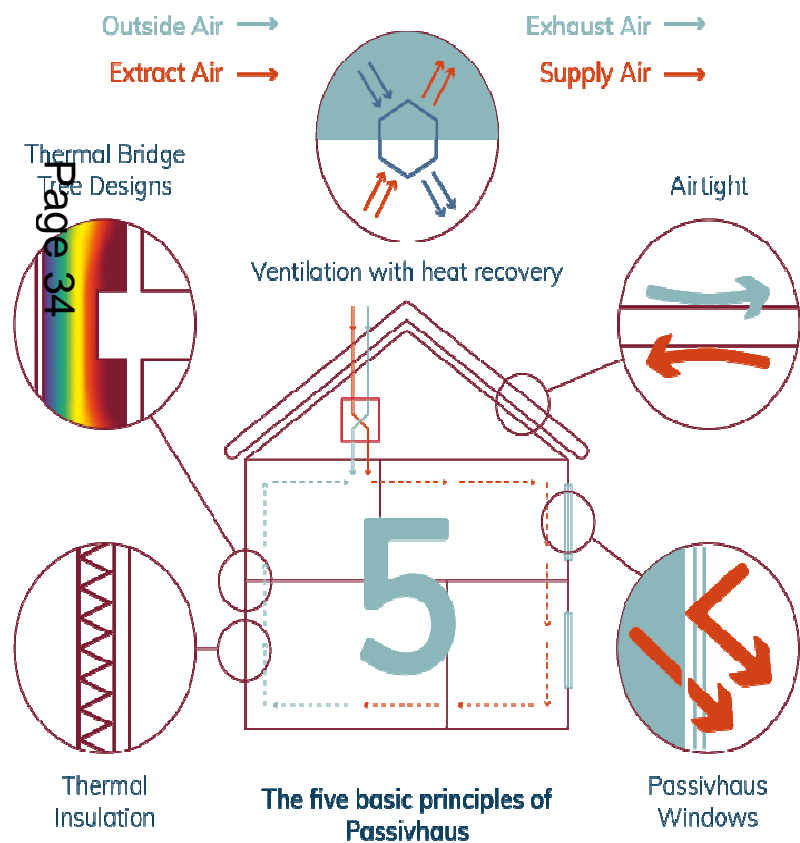 Outside Air
Exhaust Air
Extract Air
Supply Air
Thermal Bridge
Tree Designs
Page 34
Airtight
Ventilation with heat recovery
5
Thermal
Insulation
The five basic principles of
Passivhaus
Passivhaus
Windows